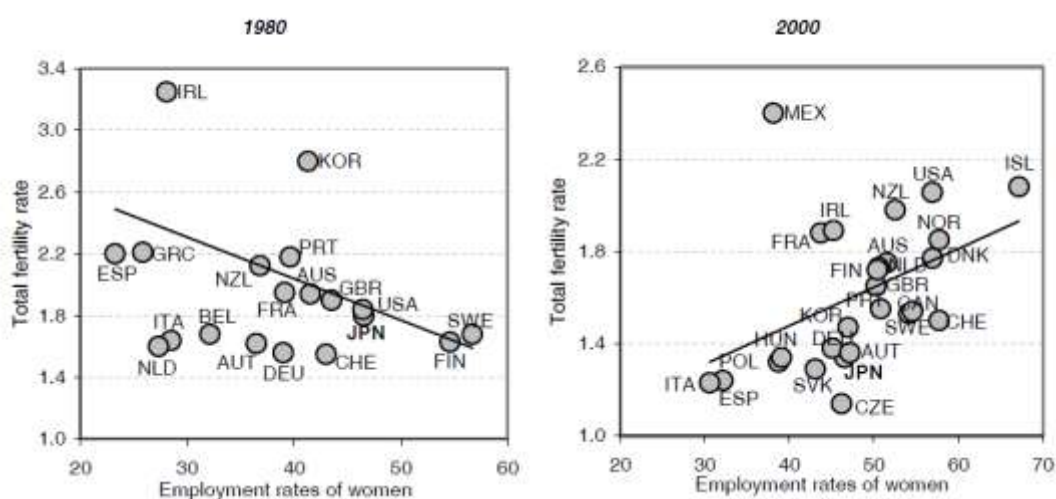 1980
2000
Total fertility rate
3.4
3.0
2.6
2.2
1.8
1.4
1.0
IRL
KOR
ESP
GRC
NZL
PRT
AUS
FRA
GBR
USA
JPN
ITA
BEL
NLD
AUT
DEU
CHE
SWE
FIN
20
30
40
50
60
Employment rates of women
Total fertility rate
2.6
2.2
1.8
1.4
1.0
MEX
ISL
USA
NZL
IRL
FRA
NOR
AUS
FIN
NLD
UNK
GBR
PRT
CAN
SWE
CHE
KOR
HUN
DEU
AUT
POL
JPN
ITA
ESP
SVK
CZE
20
30
40
50
60
70
Employment rates of women